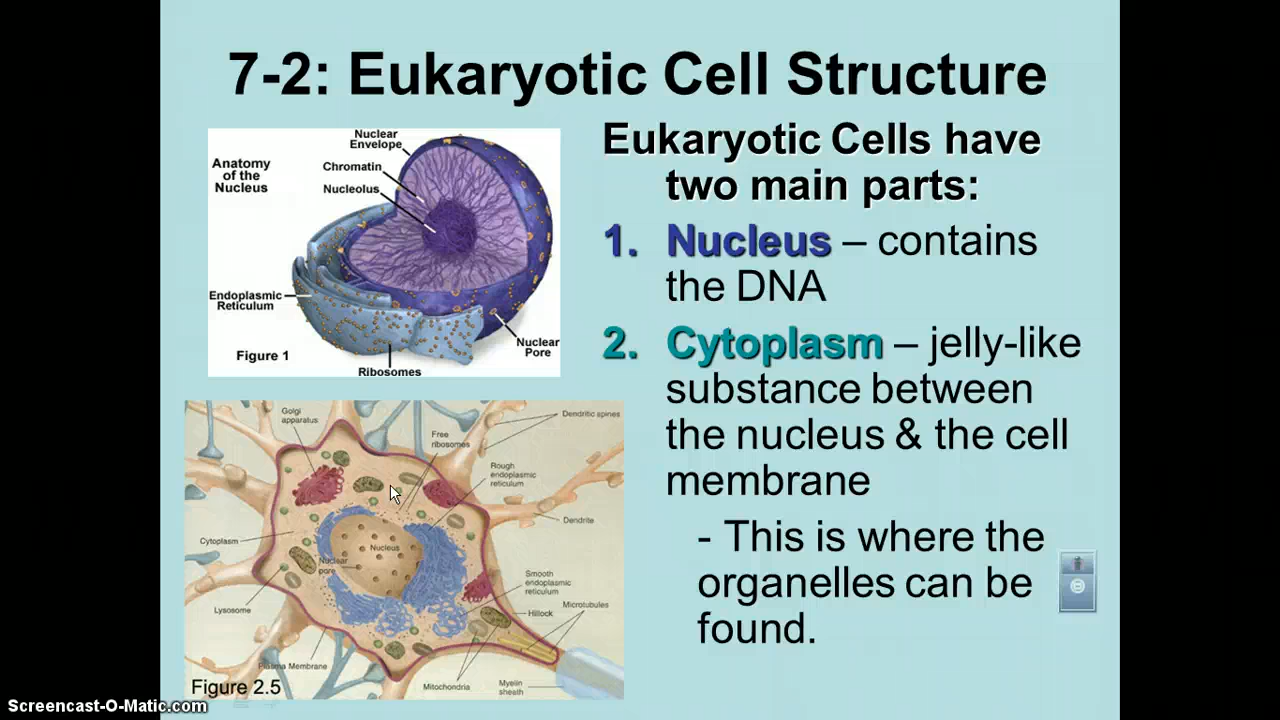 7-2: Eukaryotic Cell Structure
Anatomy
of the
Nucleus
Nuclear
Envelope
Chromatin
Nucleolus
Endoplasmic
Reticulum
Figure 1
Ribosomes
Nuclear
Pore
Golgi
apparatus
Free
ribosomes
Dendritic spines
Rough
endoplasmic
reticulum
Dendrite
Cytoplasm
Nucleus
Nuclear
pore
Smooth
endoplasmic
reticulum
Lysosome
Microtubules
Hillock
Plasma Membrane
Mitochondria
Myelin
sheath
Figure 2.5
Eukaryotic Cells have
two main parts:
1. Nucleus – contains
the DNA
2. Cytoplasm – jelly-like
substance between
the nucleus & the cell
membrane
- This is where the
organelles can be
found.
Screencast-O-Matic.com